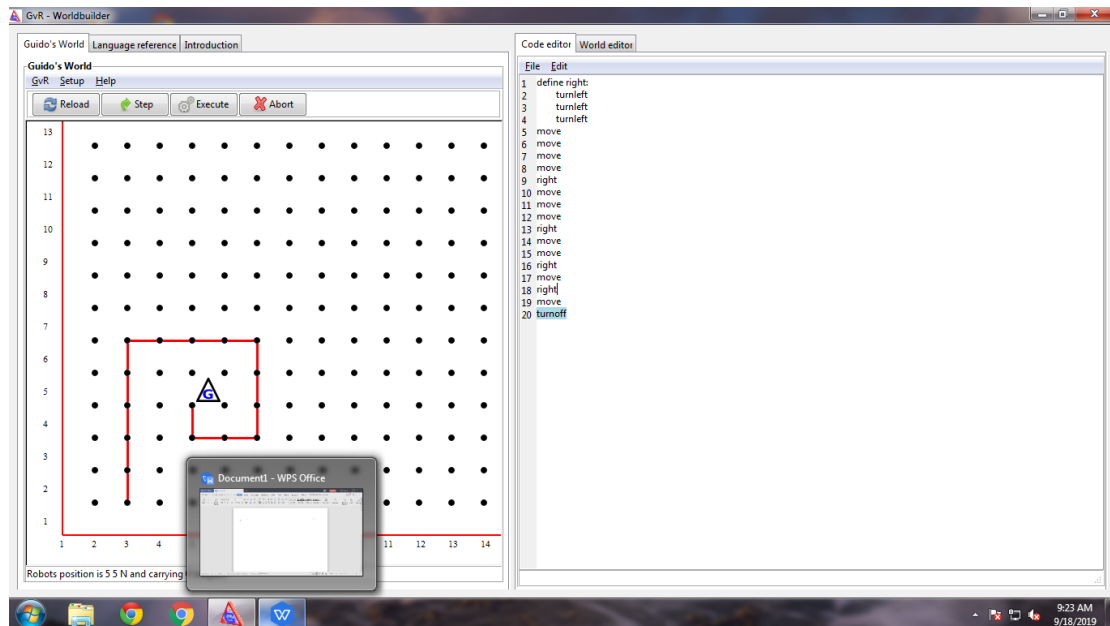 GvR - Worldbuilder
Guido's World Language reference Introduction
Guido's World
GvR Setup Help
Reload Step Execute Abort
13
12
11
10
9
8
7
6
5
4
3
2
1
1 2 3 4 11 12 13 14
G
Document1 - WPS Office
Robots position is 5 5 N and carrying
Code editor World editor
File Edit
1 define right:
2 turnleft
3 turnleft
4 turnleft
5 move
6 move
7 move
8 move
9 right
10 move
11 move
12 move
13 right
14 move
15 move
16 right
17 move
18 right
19 move
20 turnoff
9:23 AM
9/18/2019